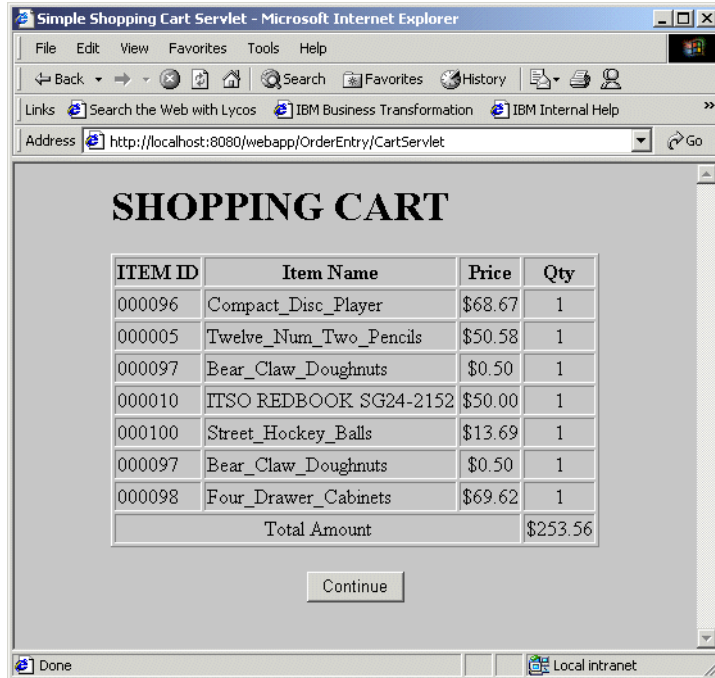 Simple Shopping Cart Servlet - Microsoft Internet Explorer
File Edit View Favorites Tools Help
Back Search Favorites History
Links Search the Web with Lycos IBM Business Transformation IBM Internal Help »
Address http://localhost:8080/webapp/OrderEntry/CartServlet Go
SHOPPING CART
ITEM ID Item Name Price Qty
000096 Compact_Disc_Player $68.67 1
000005 Twelve_Num_Two_Pencils $50.58 1
000097 Bear_Claw_Doughnuts $0.50 1
000010 ITSO REDBOOK SG24-2152 $50.00 1
000100 Street_Hockey_Balls $13.69 1
000097 Bear_Claw_Doughnuts $0.50 1
000098 Four_Drawer_Cabinets $69.62 1
Total Amount $253.56
Continue
Done Local intranet